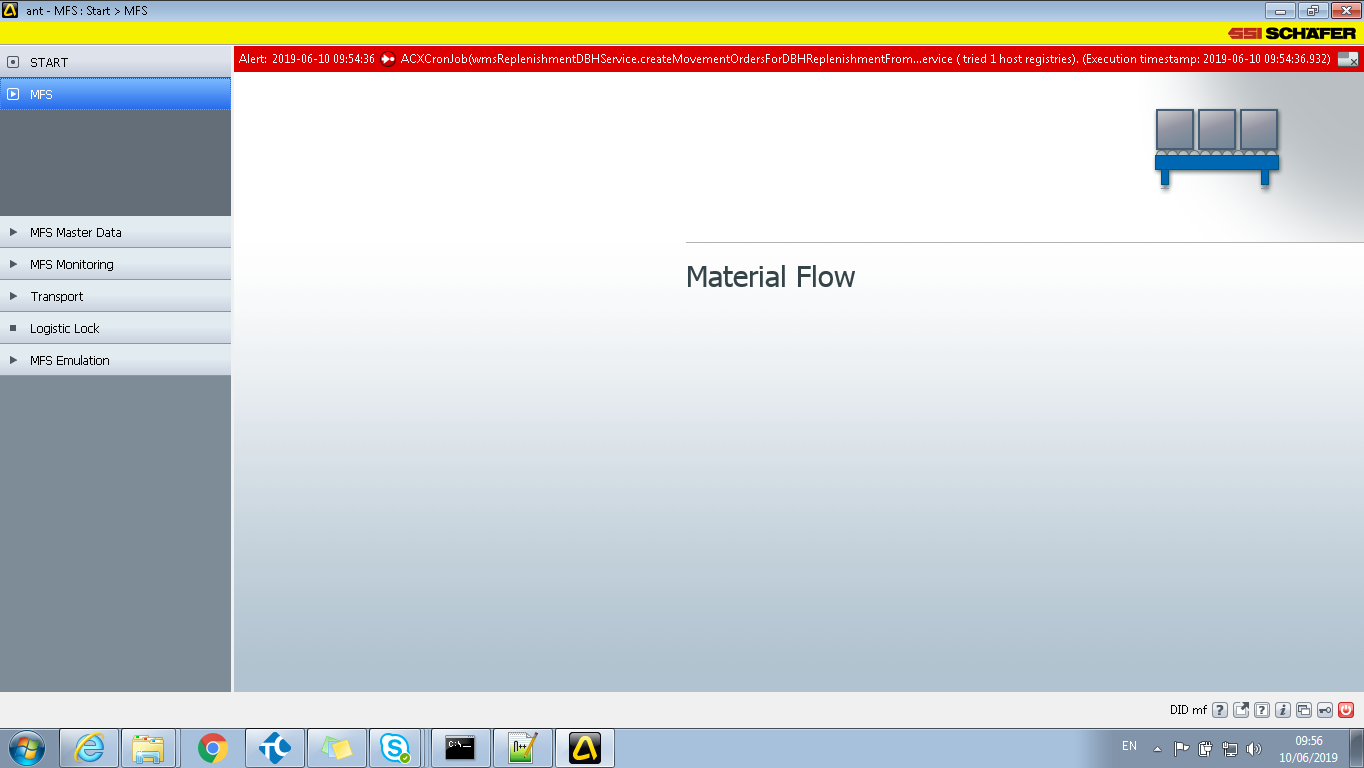 ant - MFS : Start > MFS
SSI SCHÄFER
START
Alert: 2019-06-10 09:54:36 ACXCronJob(wmsReplenishmentDBHService.createMovementOrdersForDBHReplenishmentFrom...ervice ( tried 1 host registries). (Execution timestamp: 2019-06-10 09:54:36.932)
MFS
MFS Master Data
MFS Monitoring
Transport
Logistic Lock
MFS Emulation
Material Flow
DID mf
EN
09:56
10/06/2019